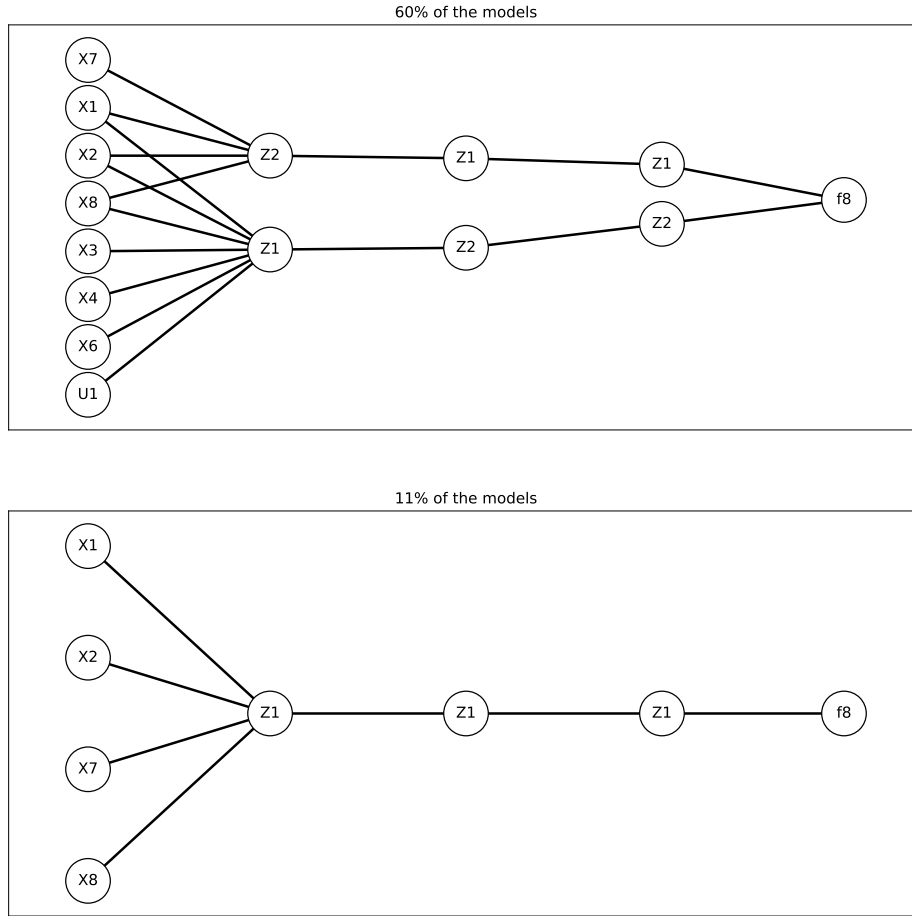 60% of the models
X7
X1
X2
X8
X3
X4
X6
U1
Z2
Z1
Z1
Z2
Z1
Z2
f8
11% of the models
X1
X2
X7
X8
Z1
Z1
Z1
f8